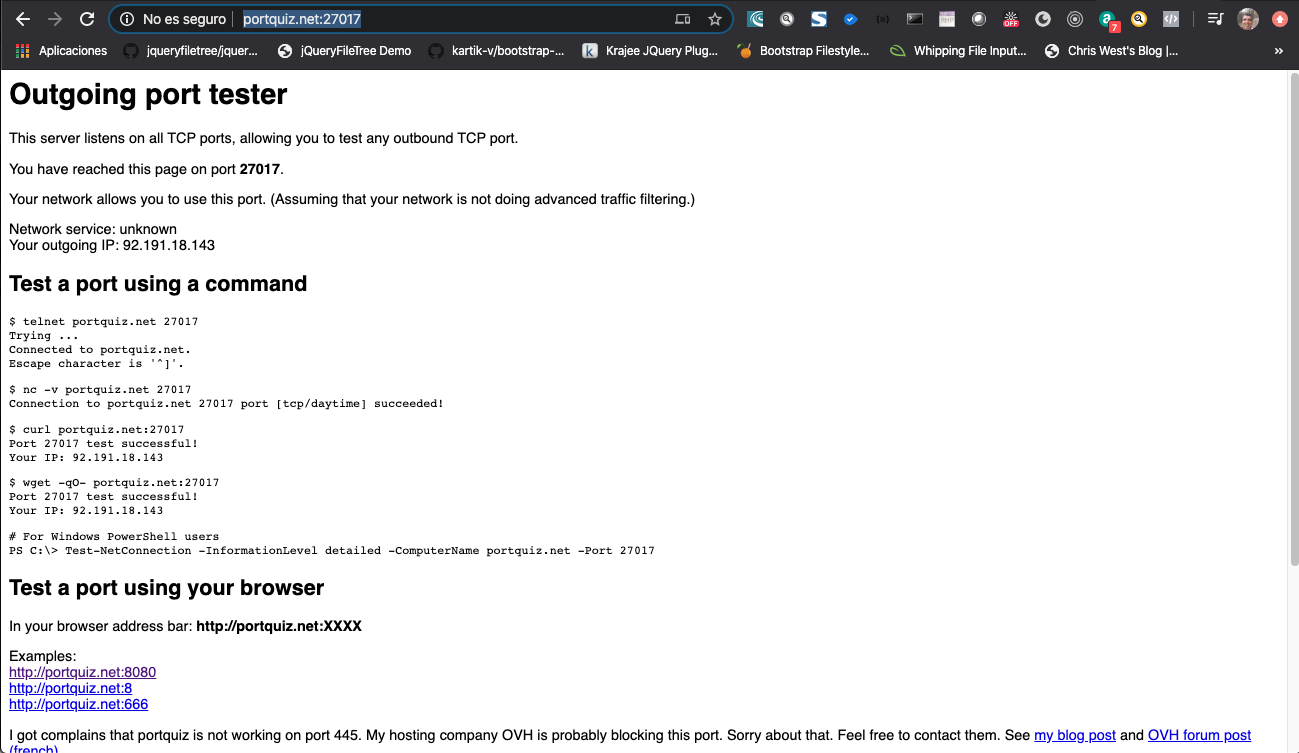 No es seguro portquiz.net:27017
OFF
7
Aplicaciones jqueryfiletree/jquer... jQueryFileTree Demo kartik-v/bootstrap-... Krajee JQuery Plug... Bootstrap Filestyle... Whipping File Input... Chris West's Blog |... »
Outgoing port tester
This server listens on all TCP ports, allowing you to test any outbound TCP port.
You have reached this page on port 27017.
Your network allows you to use this port. (Assuming that your network is not doing advanced traffic filtering.)
Network service: unknown
Your outgoing IP: 92.191.18.143
Test a port using a command
$ telnet portquiz.net 27017
Trying ...
Connected to portquiz.net.
Escape character is '^]'.
$ nc -v portquiz.net 27017
Connection to portquiz.net 27017 port [tcp/daytime] succeeded!
$ curl portquiz.net:27017
Port 27017 test successful!
Your IP: 92.191.18.143
$ wget -qO- portquiz.net:27017
Port 27017 test successful!
Your IP: 92.191.18.143
# For Windows PowerShell users
PS C:\> Test-NetConnection -InformationLevel detailed -ComputerName portquiz.net -Port 27017
Test a port using your browser
In your browser address bar: http://portquiz.net:XXXX
Examples:
http://portquiz.net:8080
http://portquiz.net:8
http://portquiz.net:666
I got complains that portquiz is not working on port 445. My hosting company OVH is probably blocking this port. Sorry about that. Feel free to contact them. See my blog post and OVH forum post
(french)